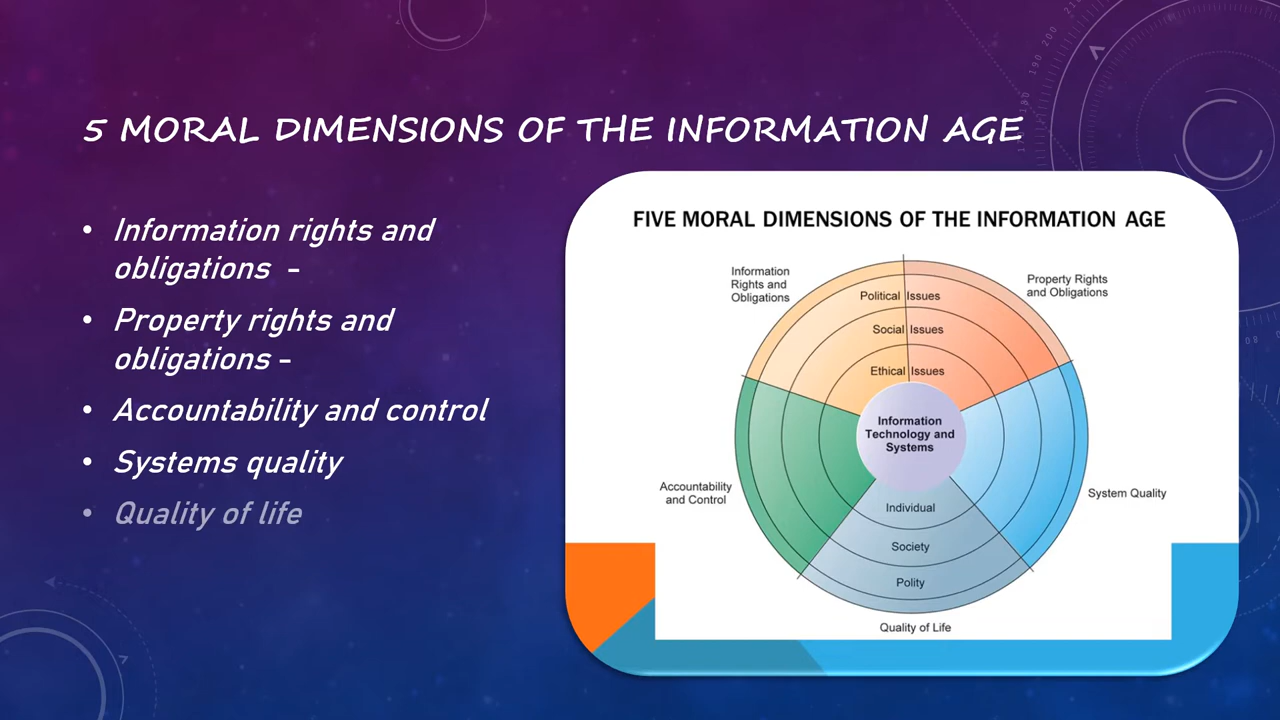 5 MORAL DIMENSIONS OF THE INFORMATION AGE
• Information rights and
obligations -
• Property rights and
obligations -
• Accountability and control
• Systems quality
• Quality of life
FIVE MORAL DIMENSIONS OF THE INFORMATION AGE
Information
Rights and
Obligations
Property Rights
and Obligations
Political Issues
Social Issues
Ethical Issues
Information
Technology and
Systems
Accountability
and Control
System Quality
Individual
Society
Polity
Quality of Life